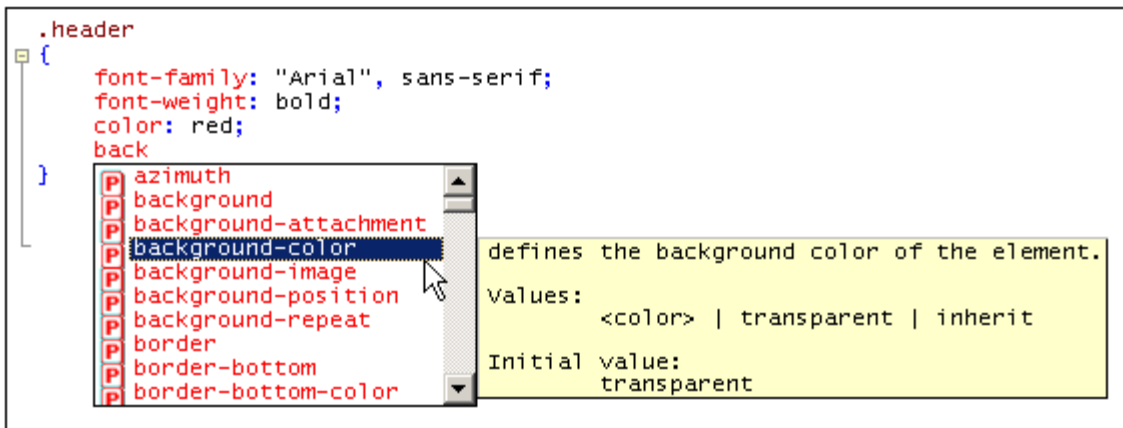 .header
{
font-family: "Arial", sans-serif;
font-weight: bold;
color: red;
back
}
P azimuth
P background
P background-attachment
P background-color
P background-image
P background-position
P background-repeat
P border
P border-bottom
P border-bottom-color
defines the background color of the element.
Values:
<color> | transparent | inherit
Initial value:
transparent